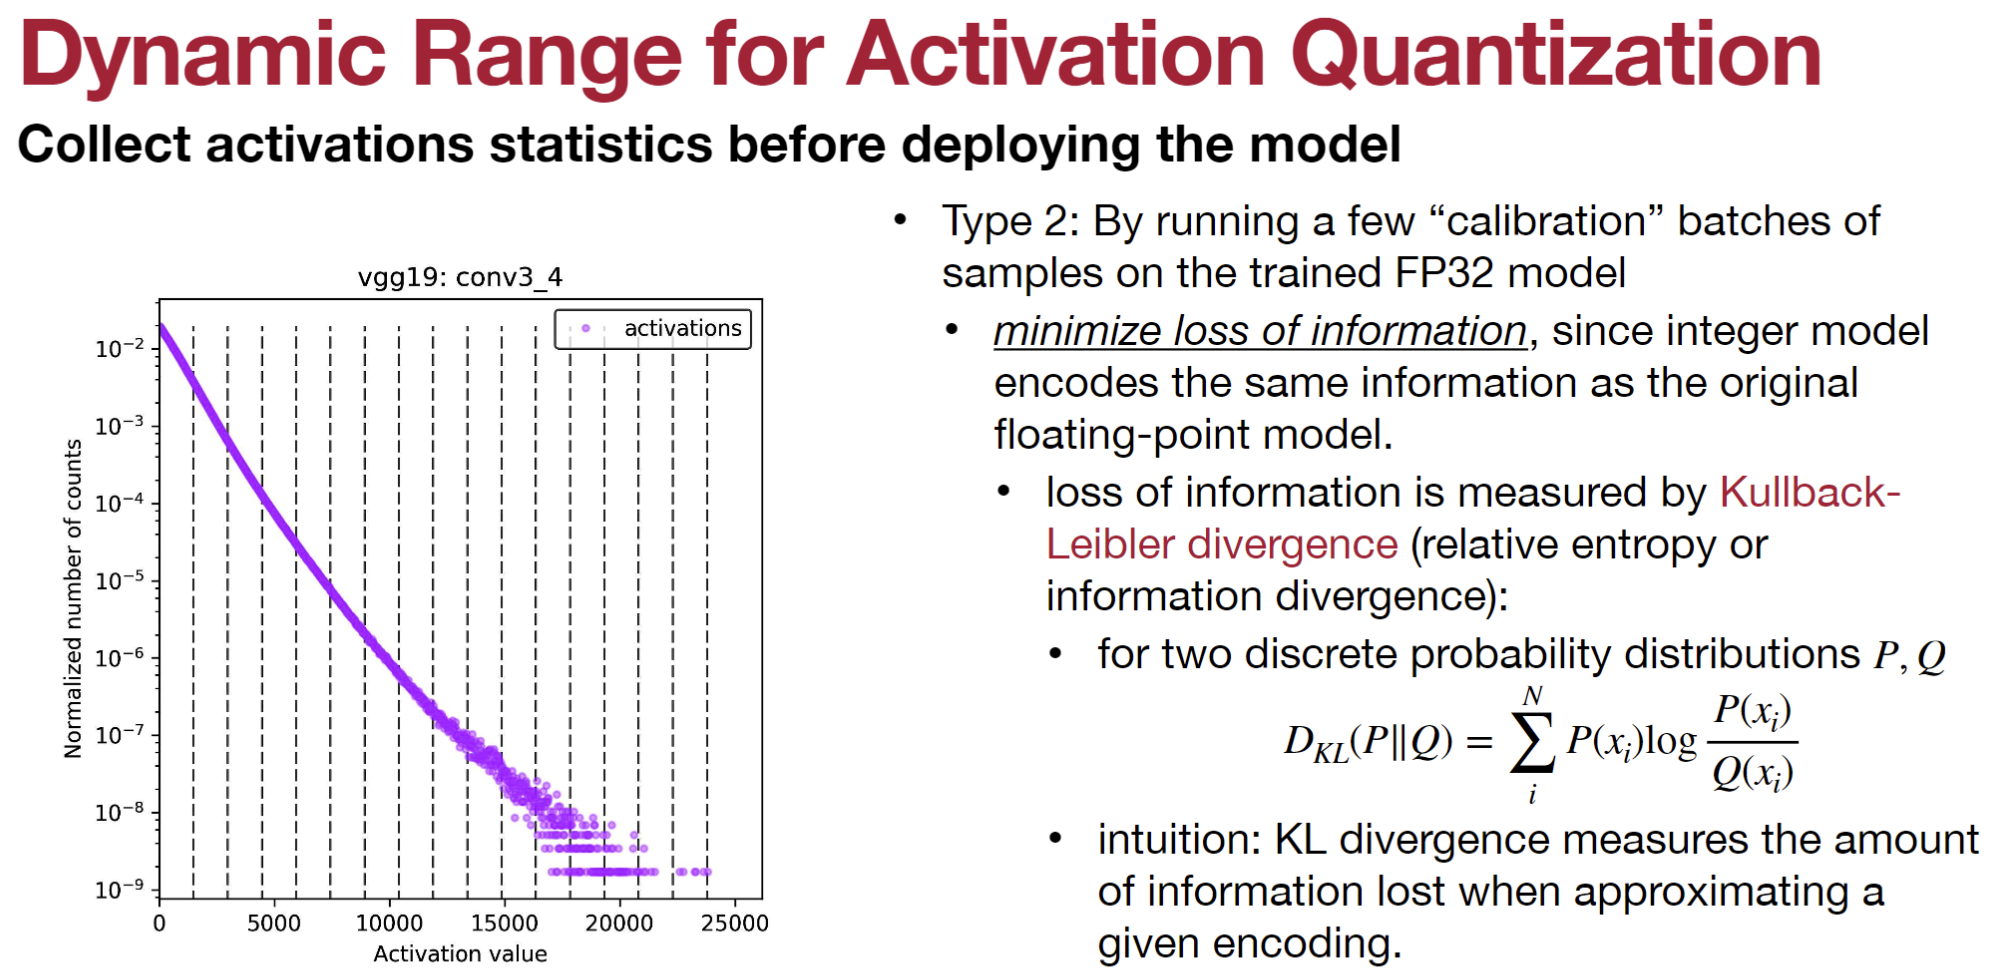 Dynamic Range for Activation Quantization
Collect activations statistics before deploying the model
vgg19: conv3_4
activations
Normalized number of counts
10⁻²
10⁻³
10⁻⁴
10⁻⁵
10⁻⁶
10⁻⁷
10⁻⁸
10⁻⁹
0 5000 10000 15000 20000 25000
Activation value
• Type 2: By running a few “calibration” batches of
samples on the trained FP32 model
• minimize loss of information, since integer model
encodes the same information as the original
floating-point model.
• loss of information is measured by Kullback-
Leibler divergence (relative entropy or
information divergence):
• for two discrete probability distributions P, Q
D_{KL}(P||Q) = \sum_{i}^{N} P(x_i) log \frac{P(x_i)}{Q(x_i)}
• intuition: KL divergence measures the amount
of information lost when approximating a
given encoding.